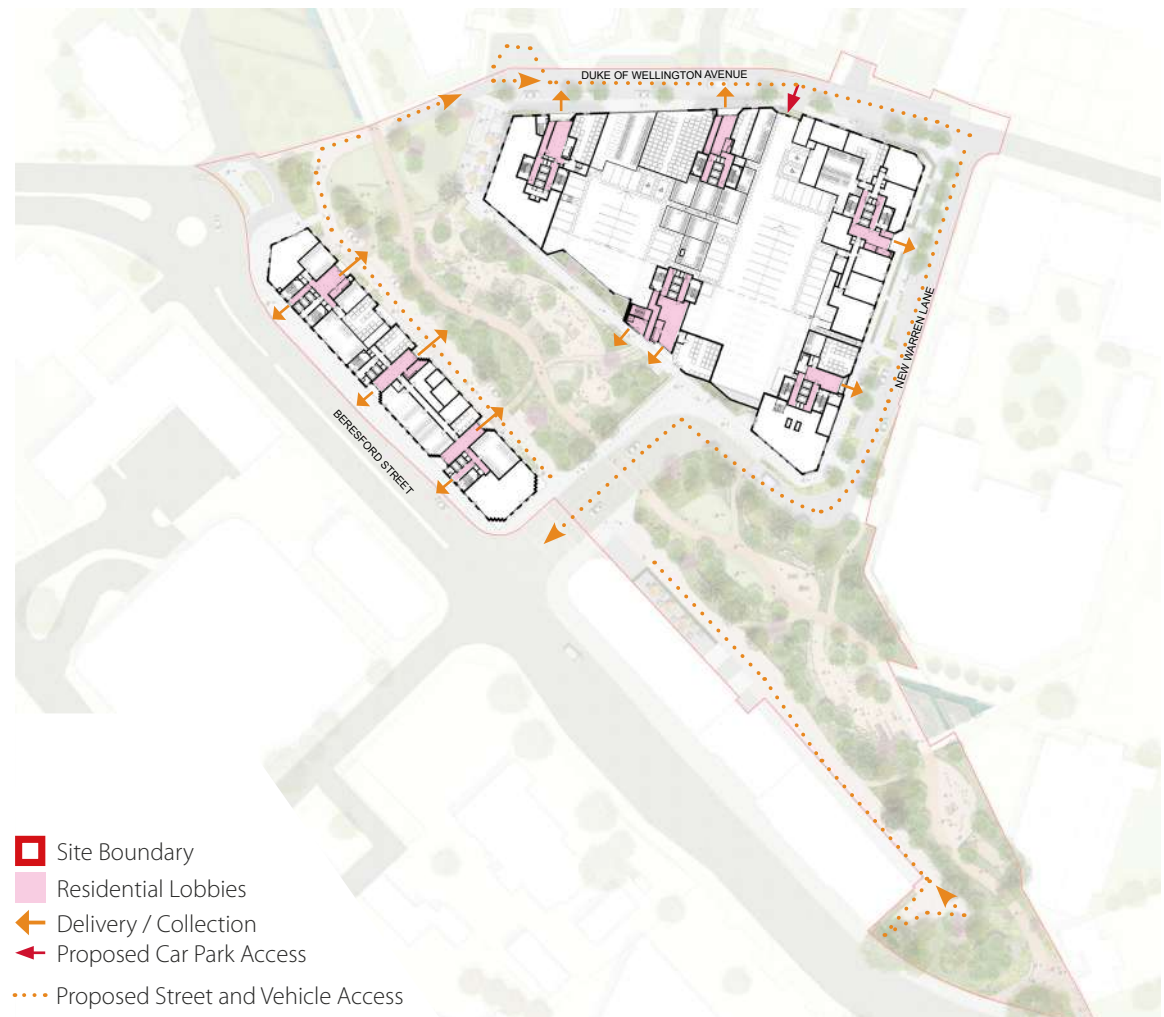 DUKE OF WELLINGTON AVENUE
NEW WARREN LANE
BERESFORD STREET
Site Boundary
Residential Lobbies
Delivery / Collection
Proposed Car Park Access
Proposed Street and Vehicle Access